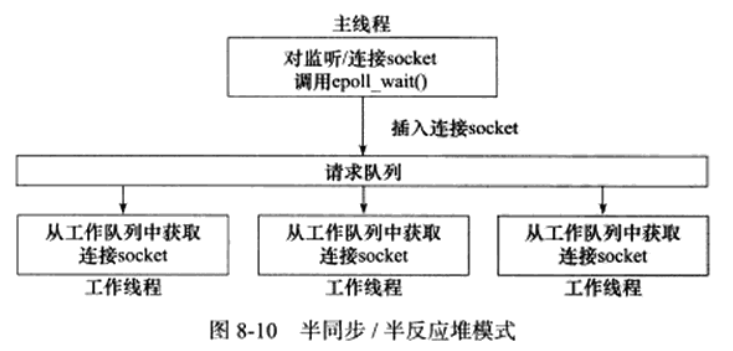 主线程
对监听/连接socket
调用epoll_wait()
插入连接socket
请求队列
从工作队列中获取
连接socket
从工作队列中获取
连接socket
从工作队列中获取
连接socket
工作线程
工作线程
工作线程
图 8-10 半同步/半反应堆模式